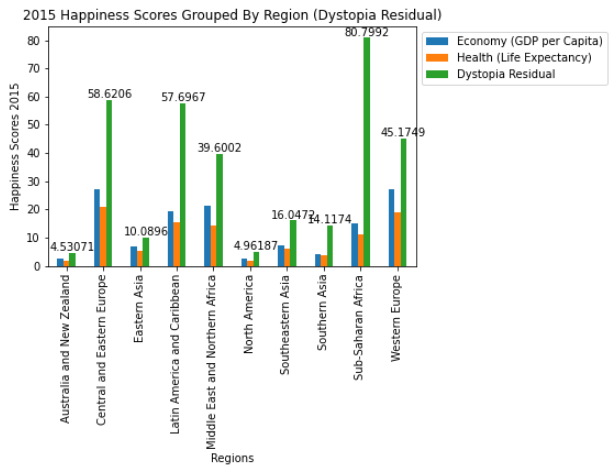 2015 Happiness Scores Grouped By Region (Dystopia Residual)
Economy (GDP per Capita)
Health (Life Expectancy)
Dystopia Residual
Happiness Scores 2015
80
70
60
50
40
30
20
10
0
4.53071
58.6206
10.0896
57.6967
39.6002
4.96187
16.0472
14.1174
80.7992
45.1749
Australia and New Zealand
Central and Eastern Europe
Eastern Asia
Latin America and Caribbean
Middle East and Northern Africa
North America
Southeastern Asia
Southern Asia
Sub-Saharan Africa
Western Europe
Regions